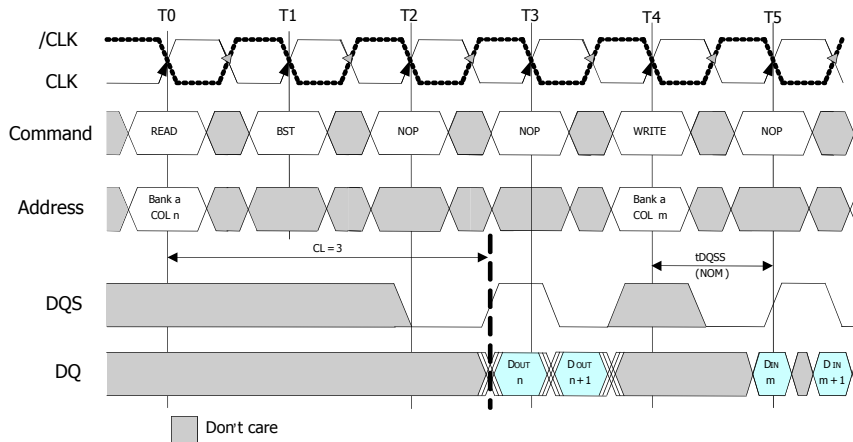 T0 T1 T2 T3 T4 T5
/CLK
CLK
Command READ BST NOP NOP WRITE NOP
Address Bank a COL n Bank a COL m
CL = 3
tDQSS
(NOM)
DQS
DQ DOUT n DOUT n+1 DIN m DIN m+1
Don't care